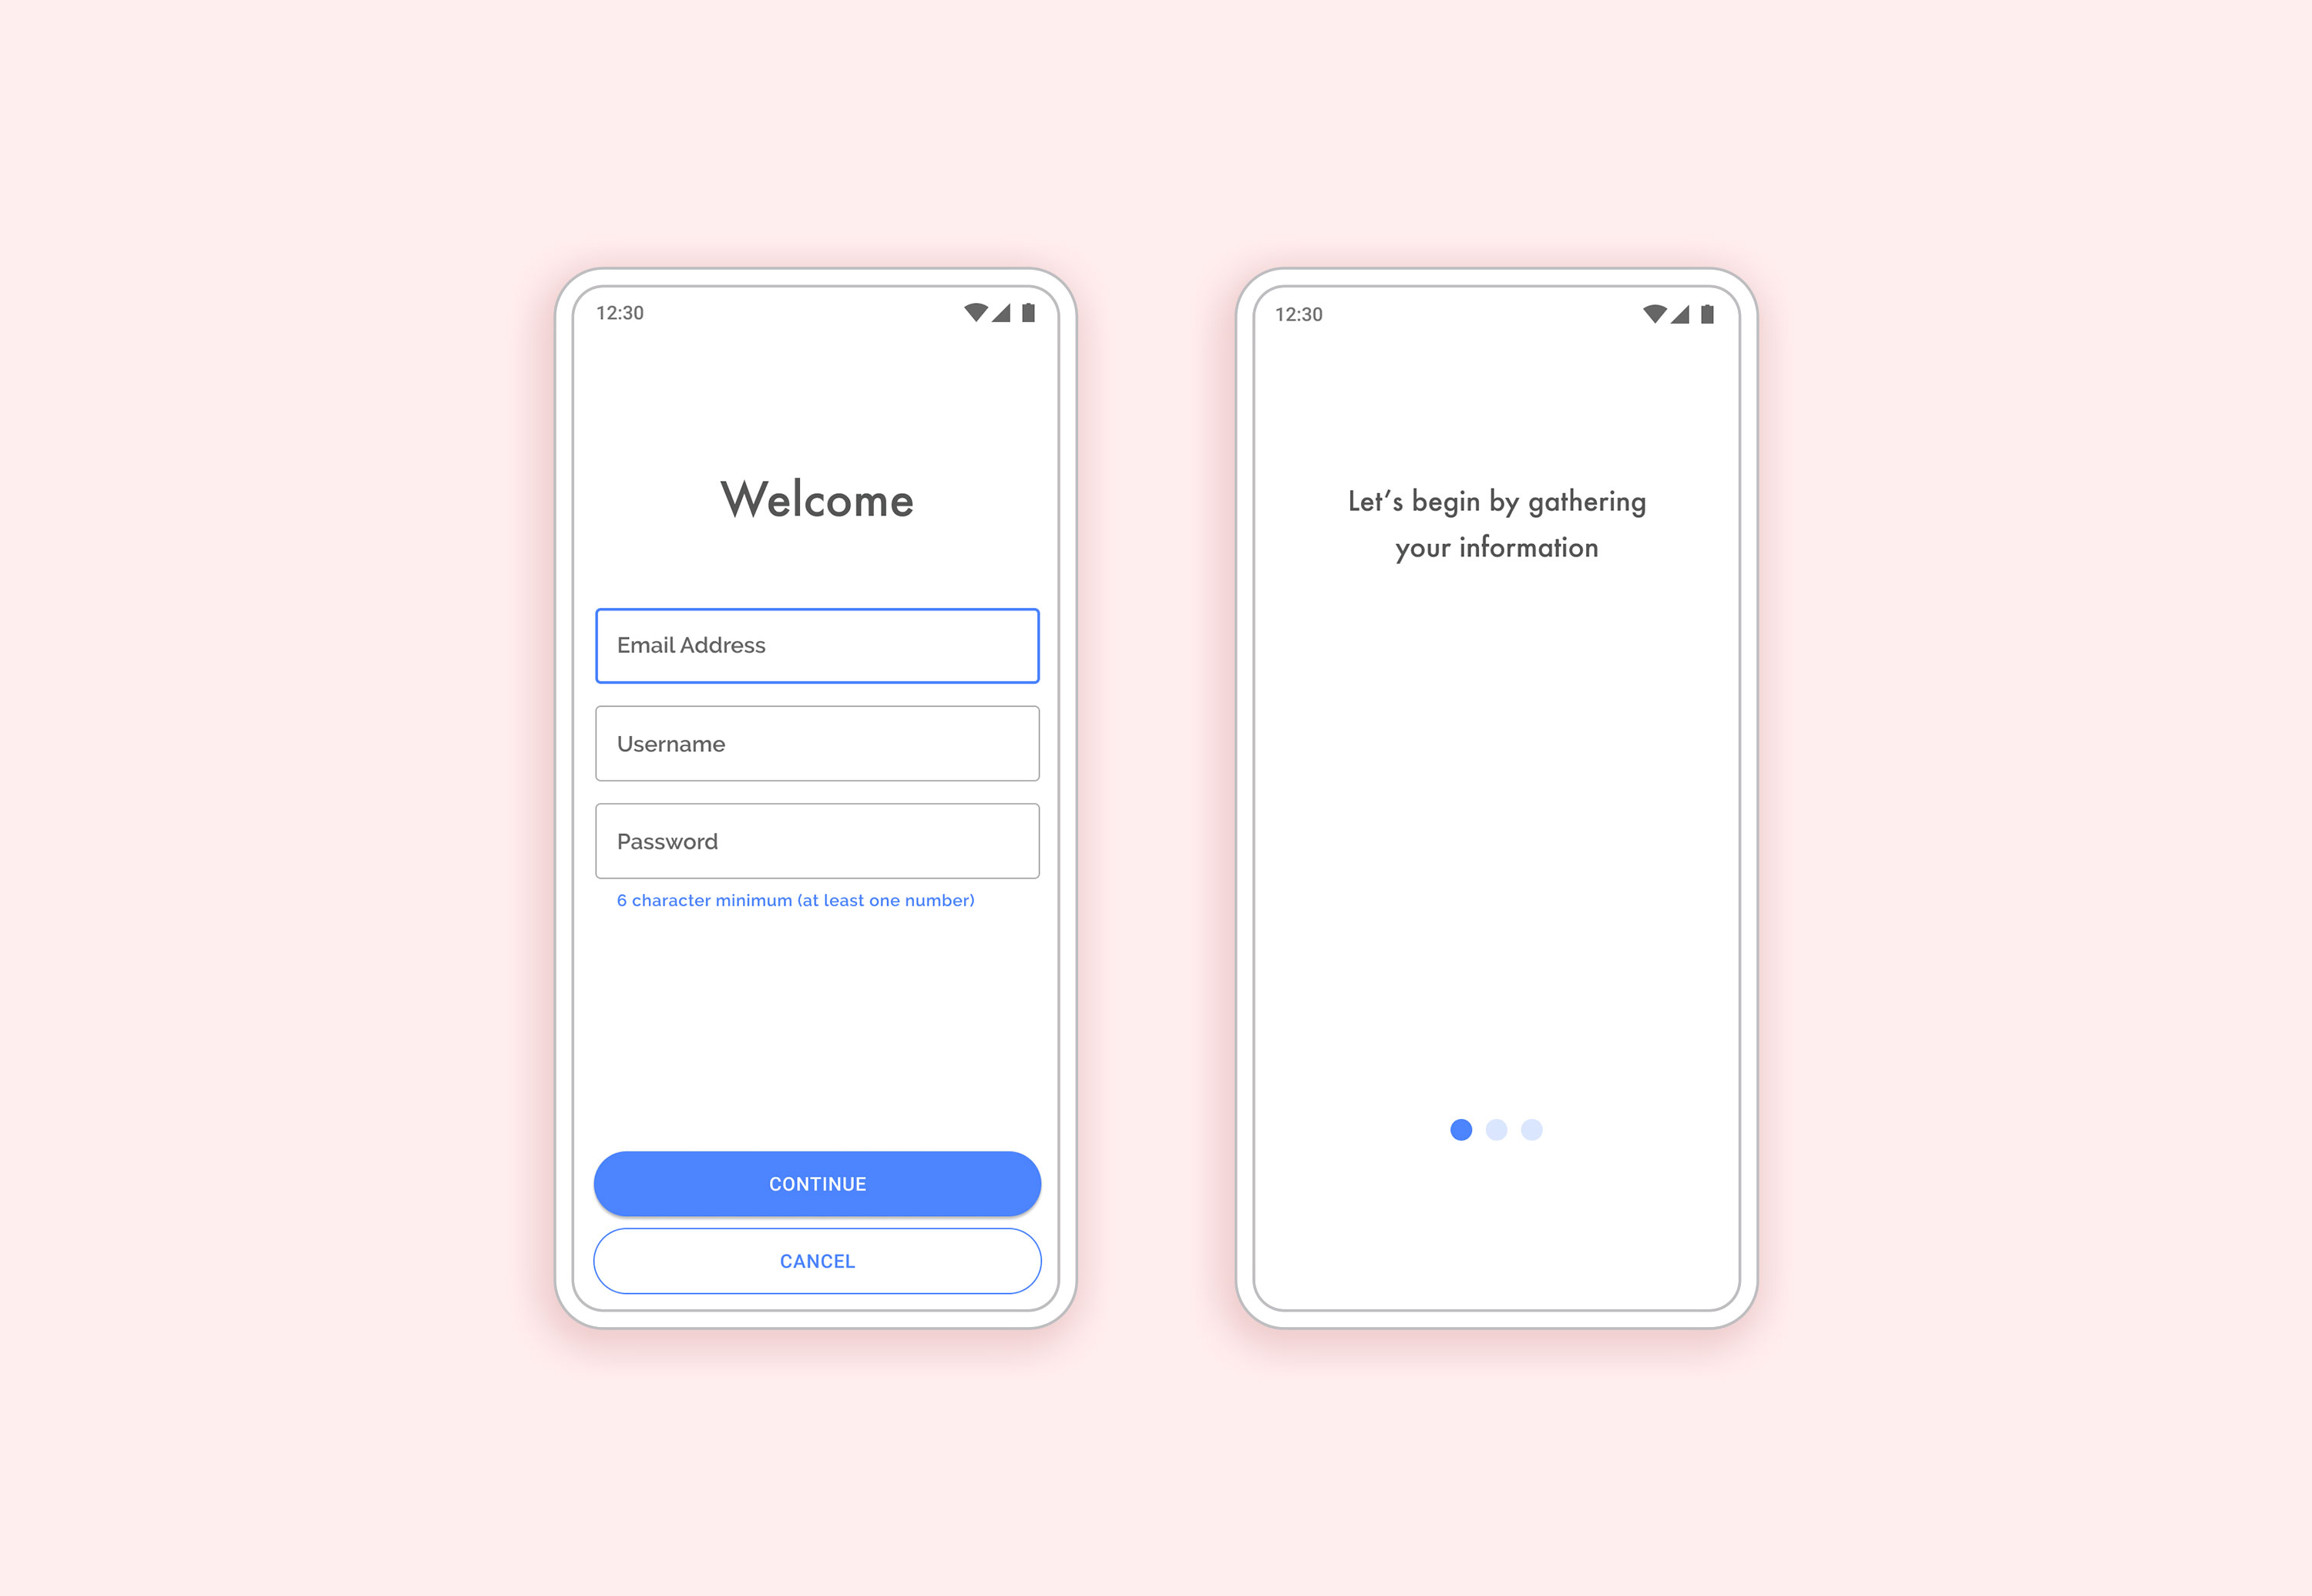 12:30
Welcome
Email Address
Username
Password
6 character minimum (at least one number)
CONTINUE
CANCEL
12:30
Let’s begin by gathering
your information